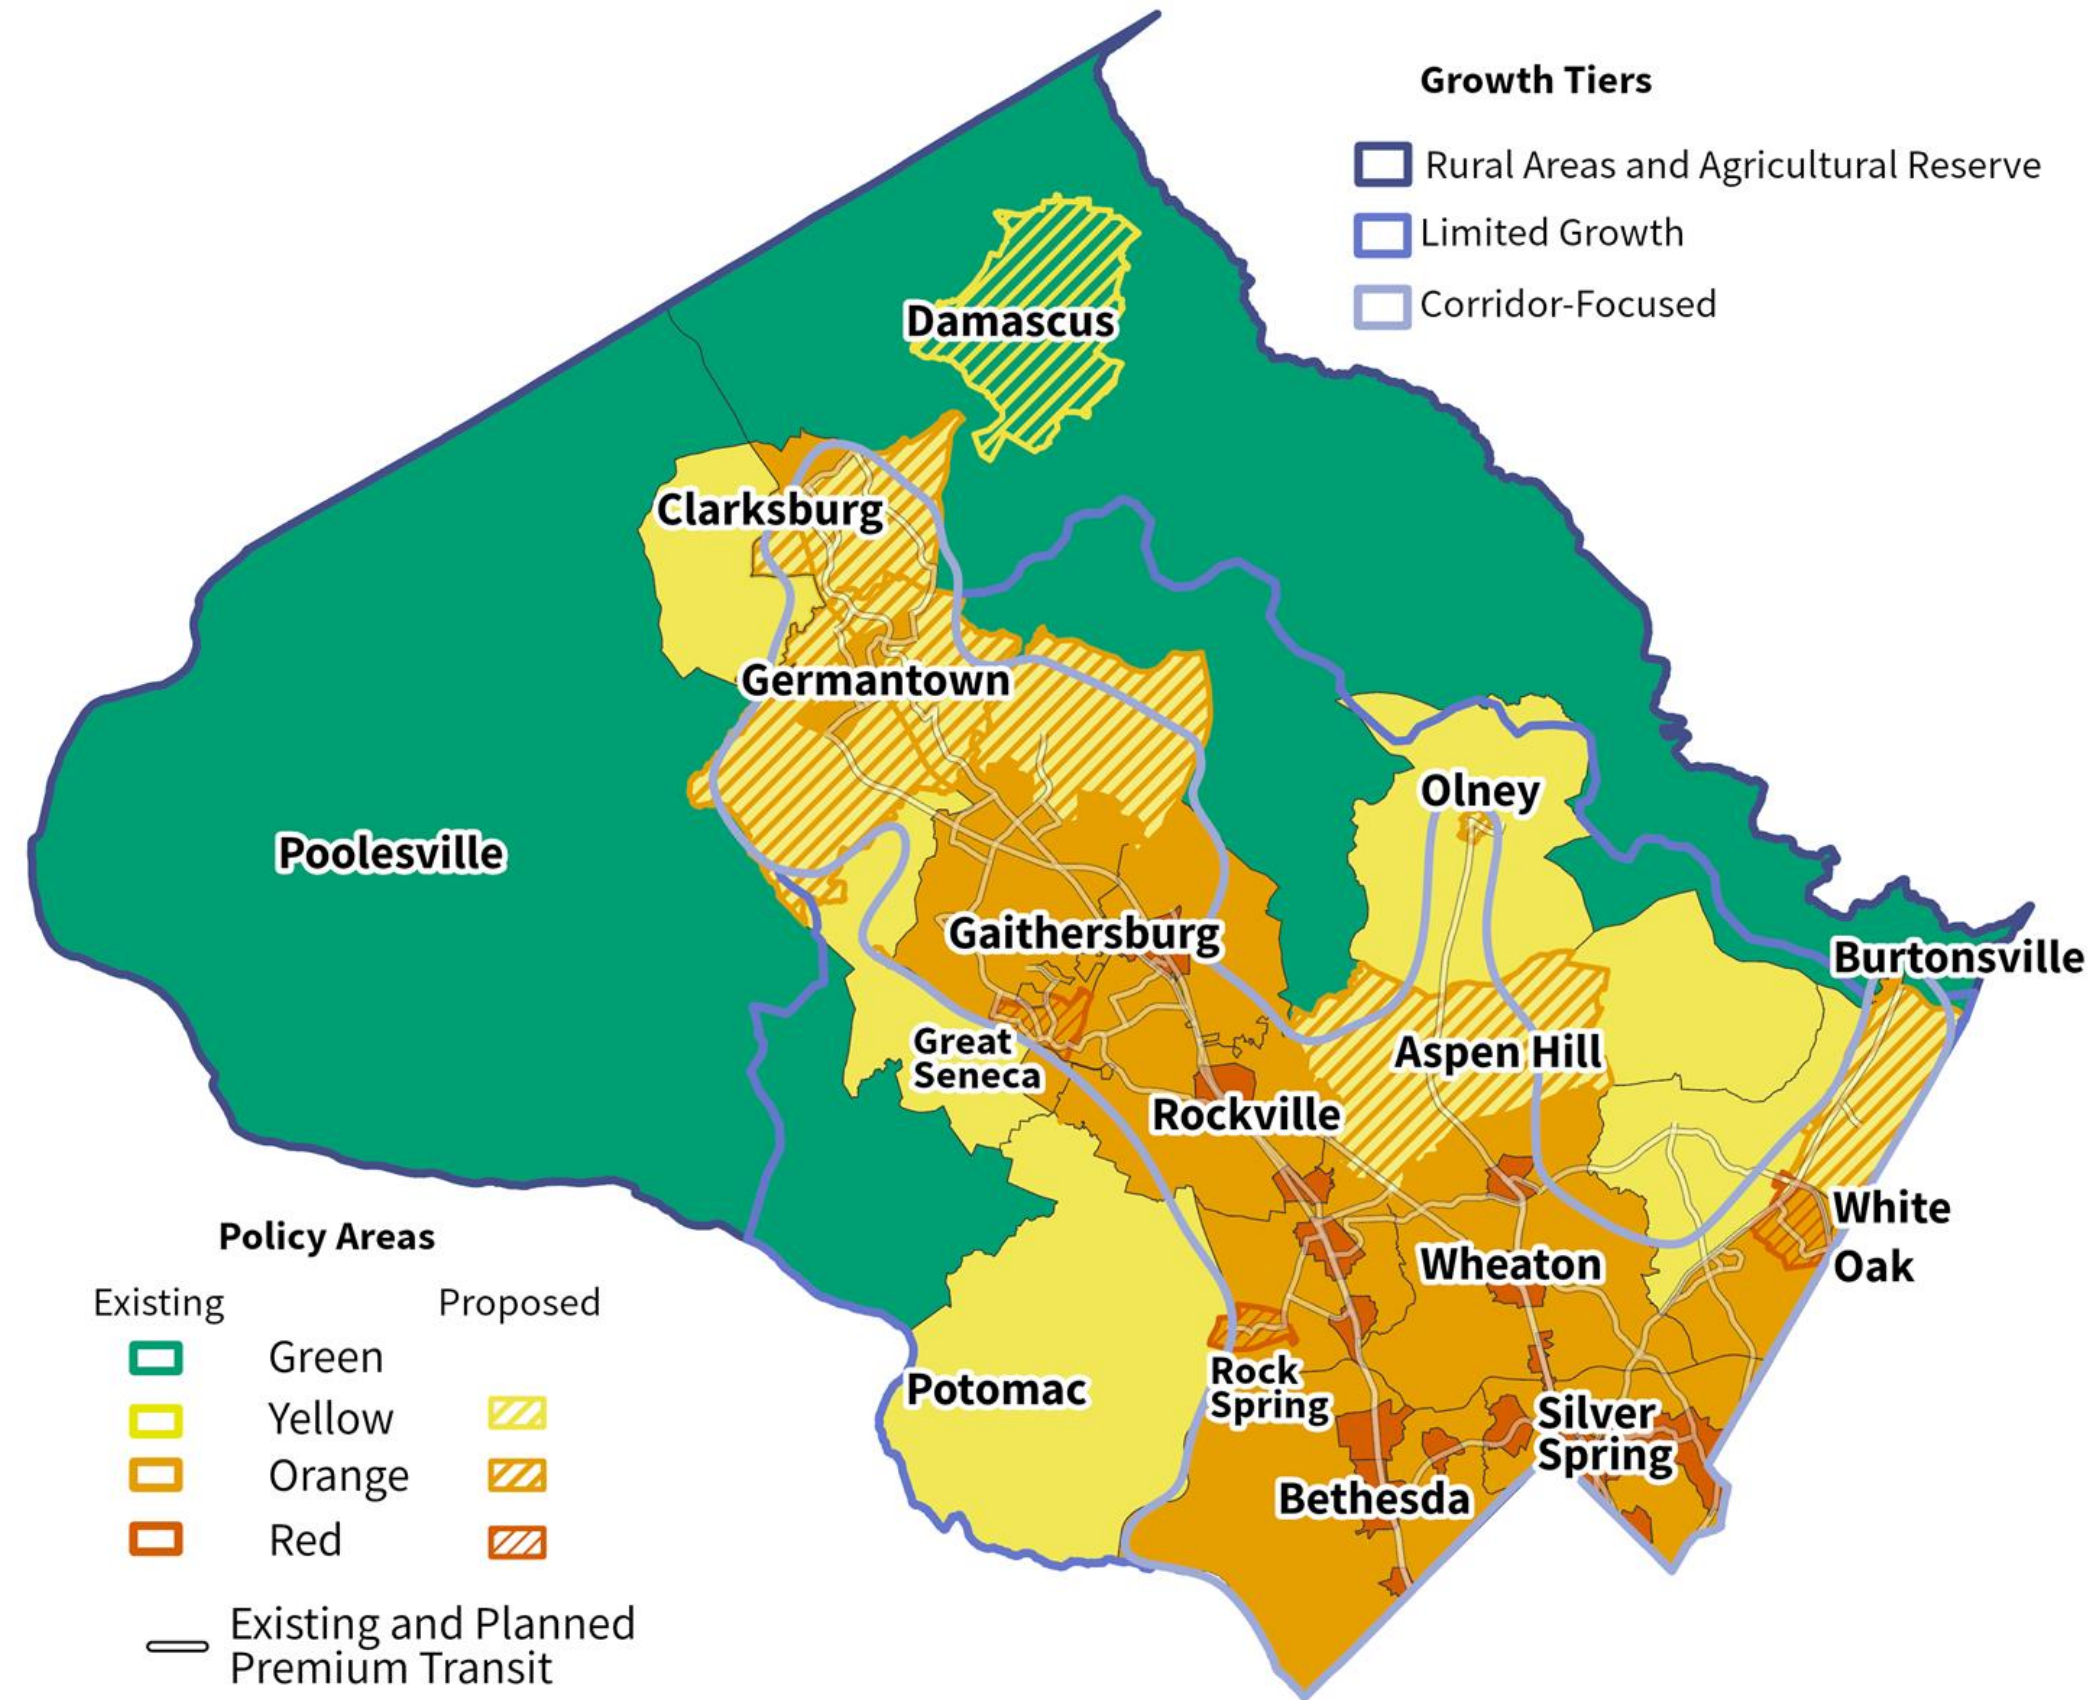 Growth Tiers
Rural Areas and Agricultural Reserve
Limited Growth
Corridor-Focused
Damascus
Clarksburg
Germantown
Olney
Poolesville
Gaithersburg
Burtonsville
Great
Seneca
Aspen Hill
Rockville
White
Oak
Wheaton
Rock
Spring
Potomac
Silver
Spring
Bethesda
Policy Areas
Existing
Proposed
Green
Yellow
Orange
Red
Existing and Planned
Premium Transit